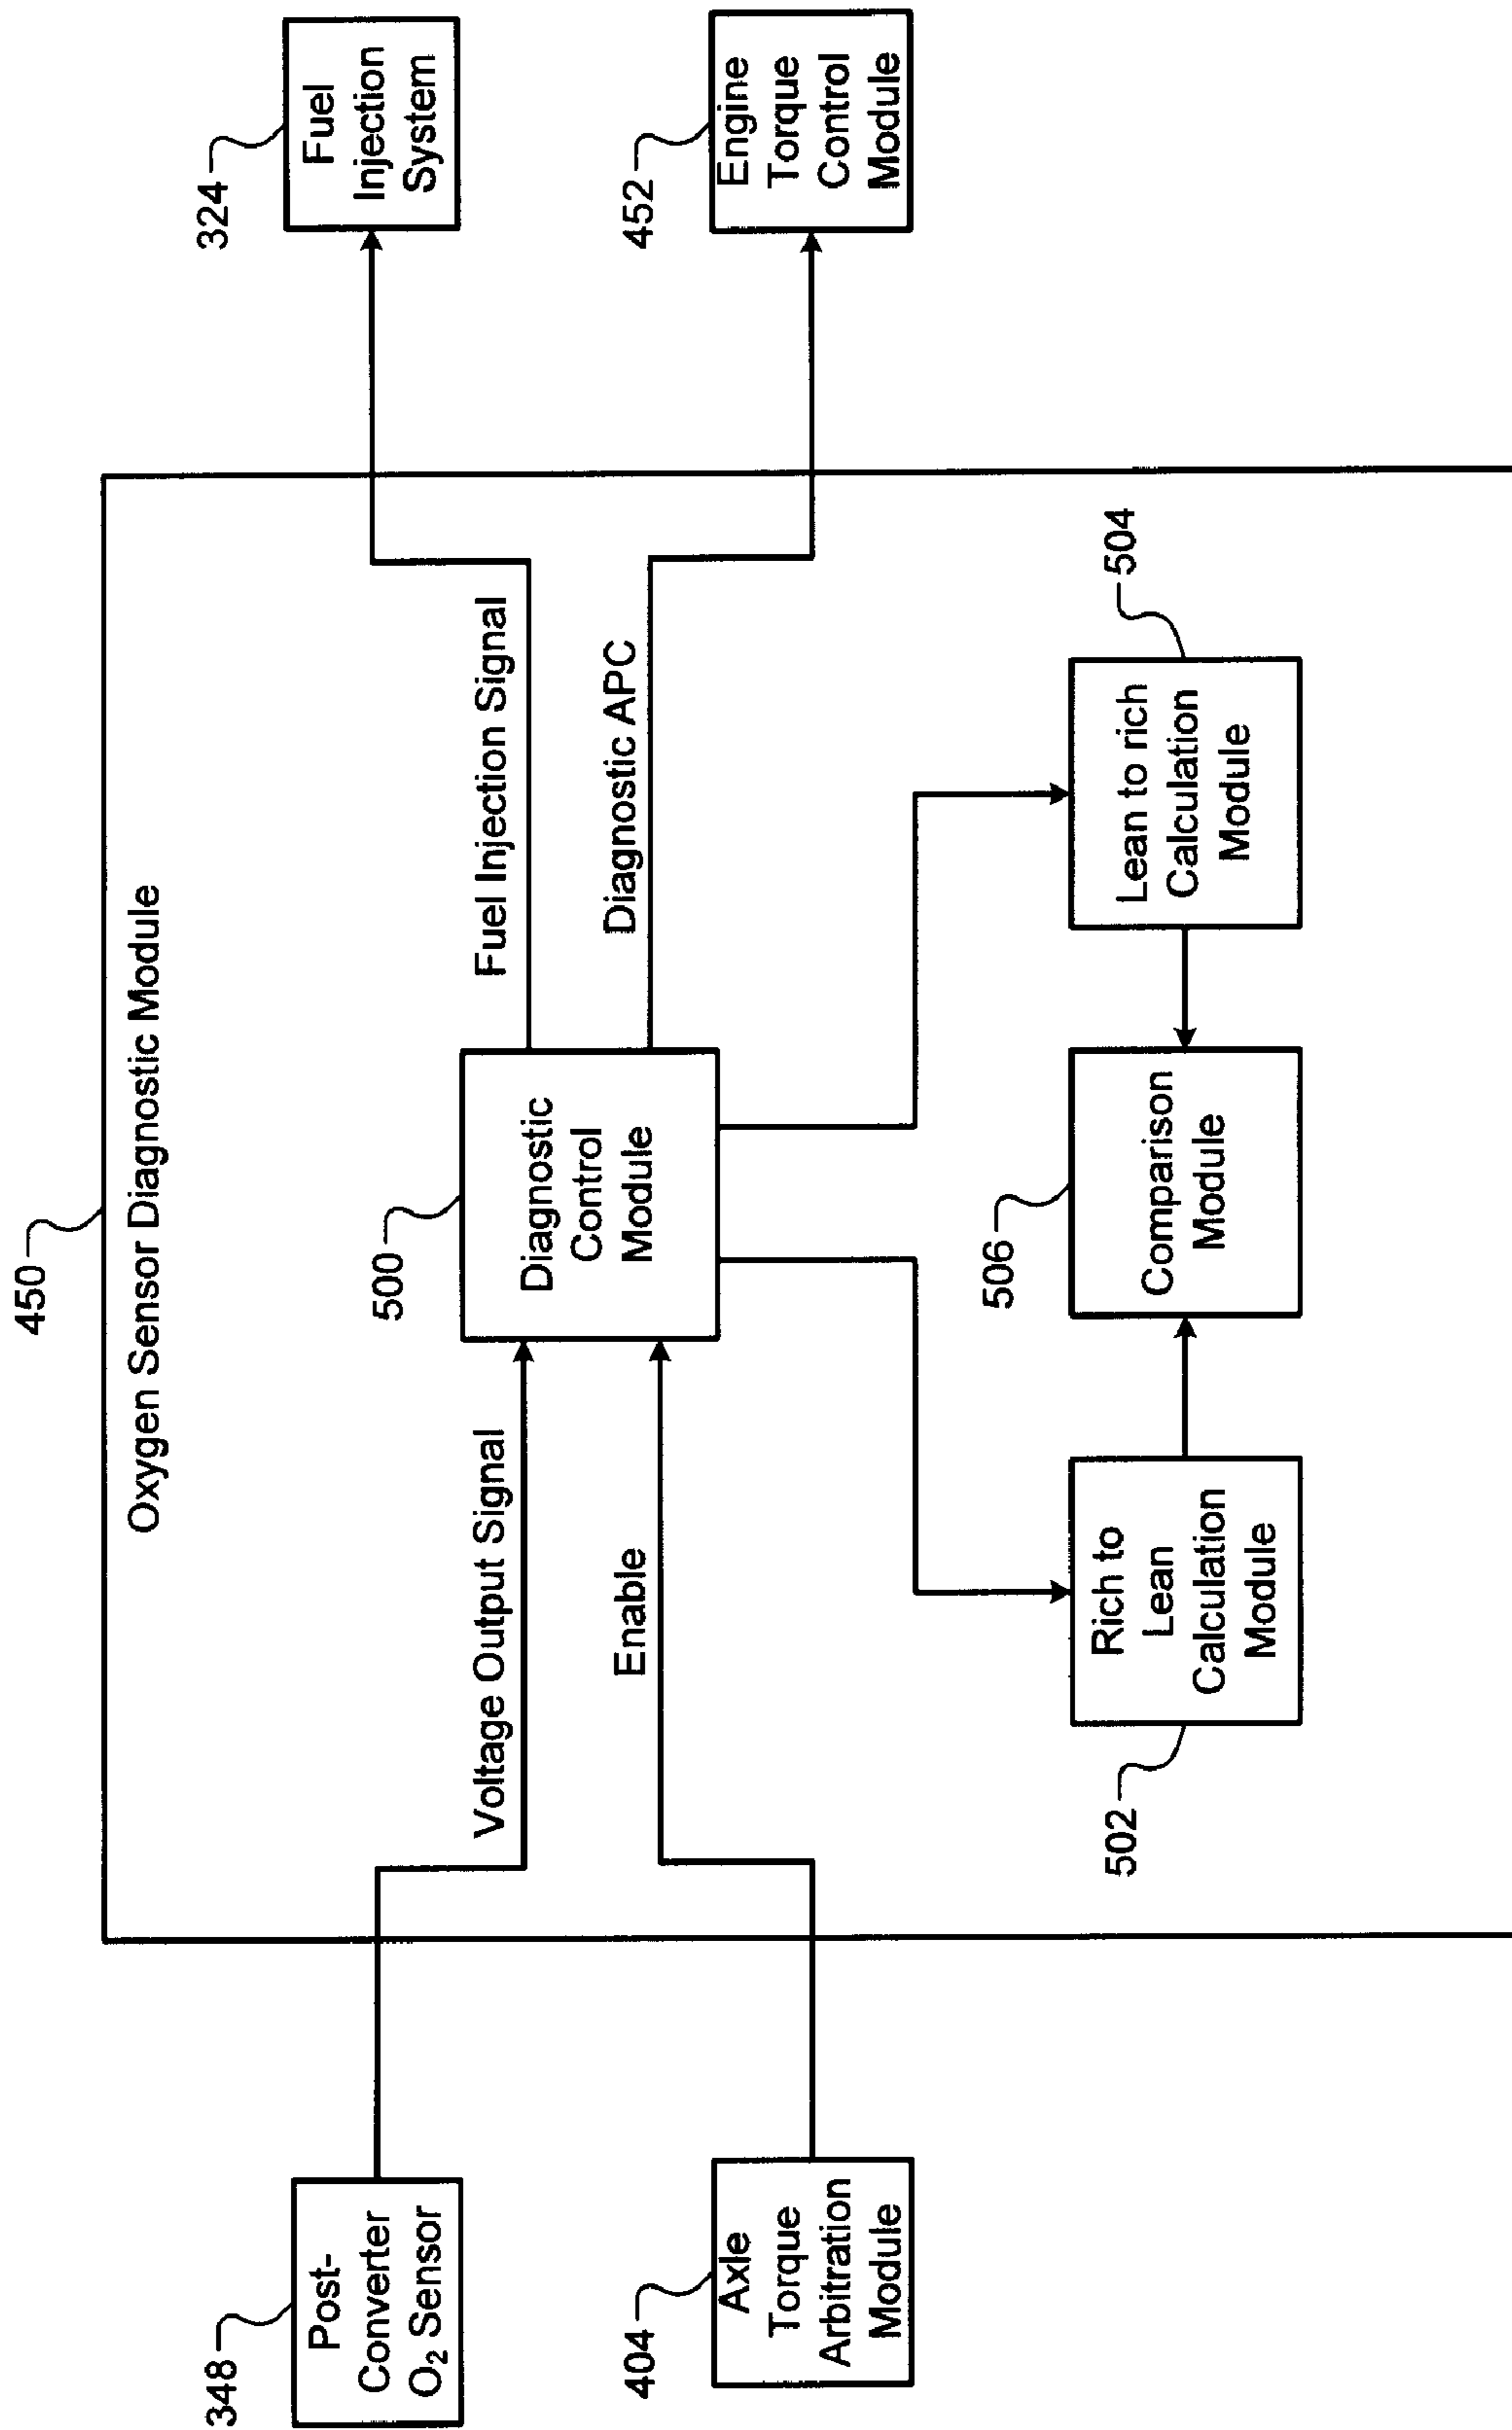 450
Oxygen Sensor Diagnostic Module
348
Post-
Converter
O₂ Sensor
Voltage Output Signal
404
Axle
Torque
Arbitration
Module
Enable
500
Diagnostic
Control
Module
Fuel Injection Signal
324
Fuel
Injection
System
Diagnostic APC
452
Engine
Torque
Control
Module
502
Rich to
Lean
Calculation
Module
506
Comparison
Module
504
Lean to rich
Calculation
Module